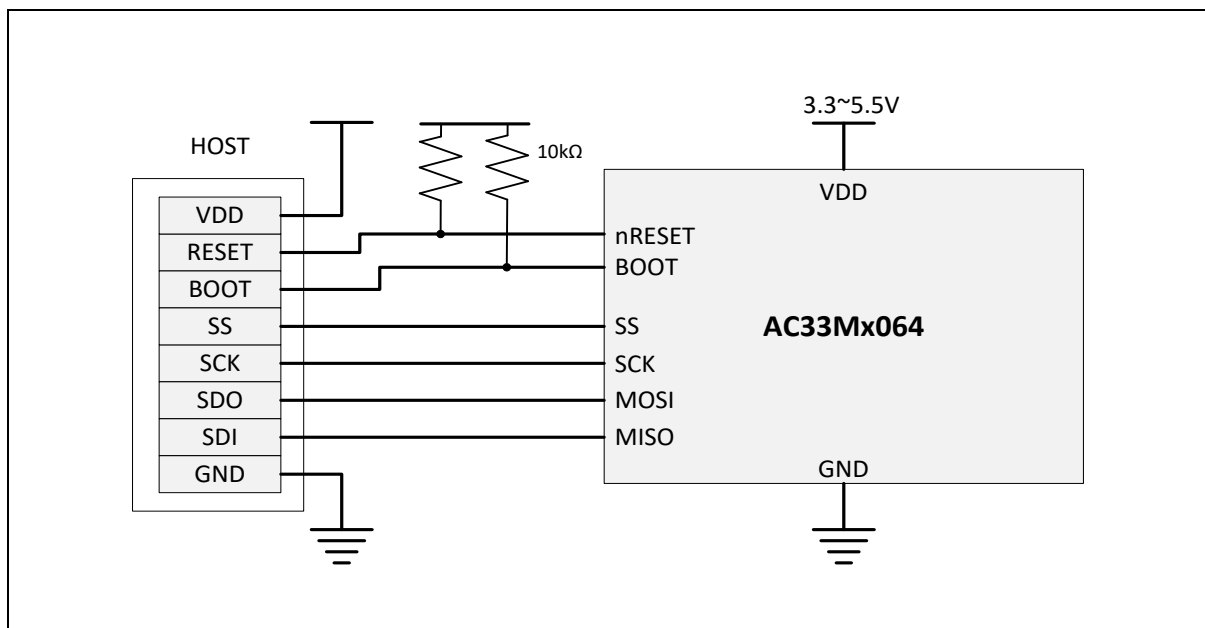 HOST
VDD
RESET
BOOT
SS
SCK
SDO
SDI
GND
10kΩ
3.3~5.5V
VDD
nRESET
BOOT
SS
SCK
MOSI
MISO
AC33Mx064
GND